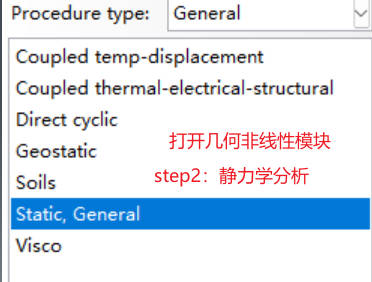 Procedure type: General
Coupled temp-displacement
Coupled thermal-electrical-structural
Direct cyclic
Geostatic
打开几何非线性模块
Soils
step2：静力学分析
Static, General
Visco